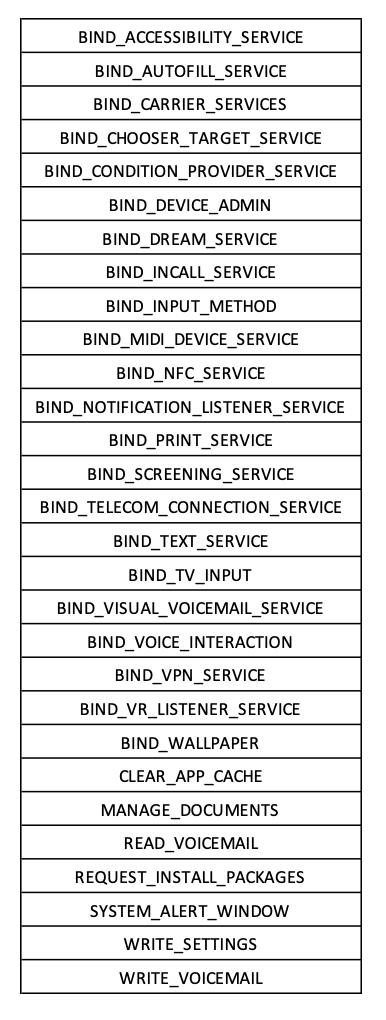 BIND_ACCESSIBILITY_SERVICE
BIND_AUTOFILL_SERVICE
BIND_CARRIER_SERVICES
BIND_CHOOSER_TARGET_SERVICE
BIND_CONDITION_PROVIDER_SERVICE
BIND_DEVICE_ADMIN
BIND_DREAM_SERVICE
BIND_INCALL_SERVICE
BIND_INPUT_METHOD
BIND_MIDI_DEVICE_SERVICE
BIND_NFC_SERVICE
BIND_NOTIFICATION_LISTENER_SERVICE
BIND_PRINT_SERVICE
BIND_SCREENING_SERVICE
BIND_TELECOM_CONNECTION_SERVICE
BIND_TEXT_SERVICE
BIND_TV_INPUT
BIND_VISUAL_VOICEMAIL_SERVICE
BIND_VOICE_INTERACTION
BIND_VPN_SERVICE
BIND_VR_LISTENER_SERVICE
BIND_WALLPAPER
CLEAR_APP_CACHE
MANAGE_DOCUMENTS
READ_VOICEMAIL
REQUEST_INSTALL_PACKAGES
SYSTEM_ALERT_WINDOW
WRITE_SETTINGS
WRITE_VOICEMAIL